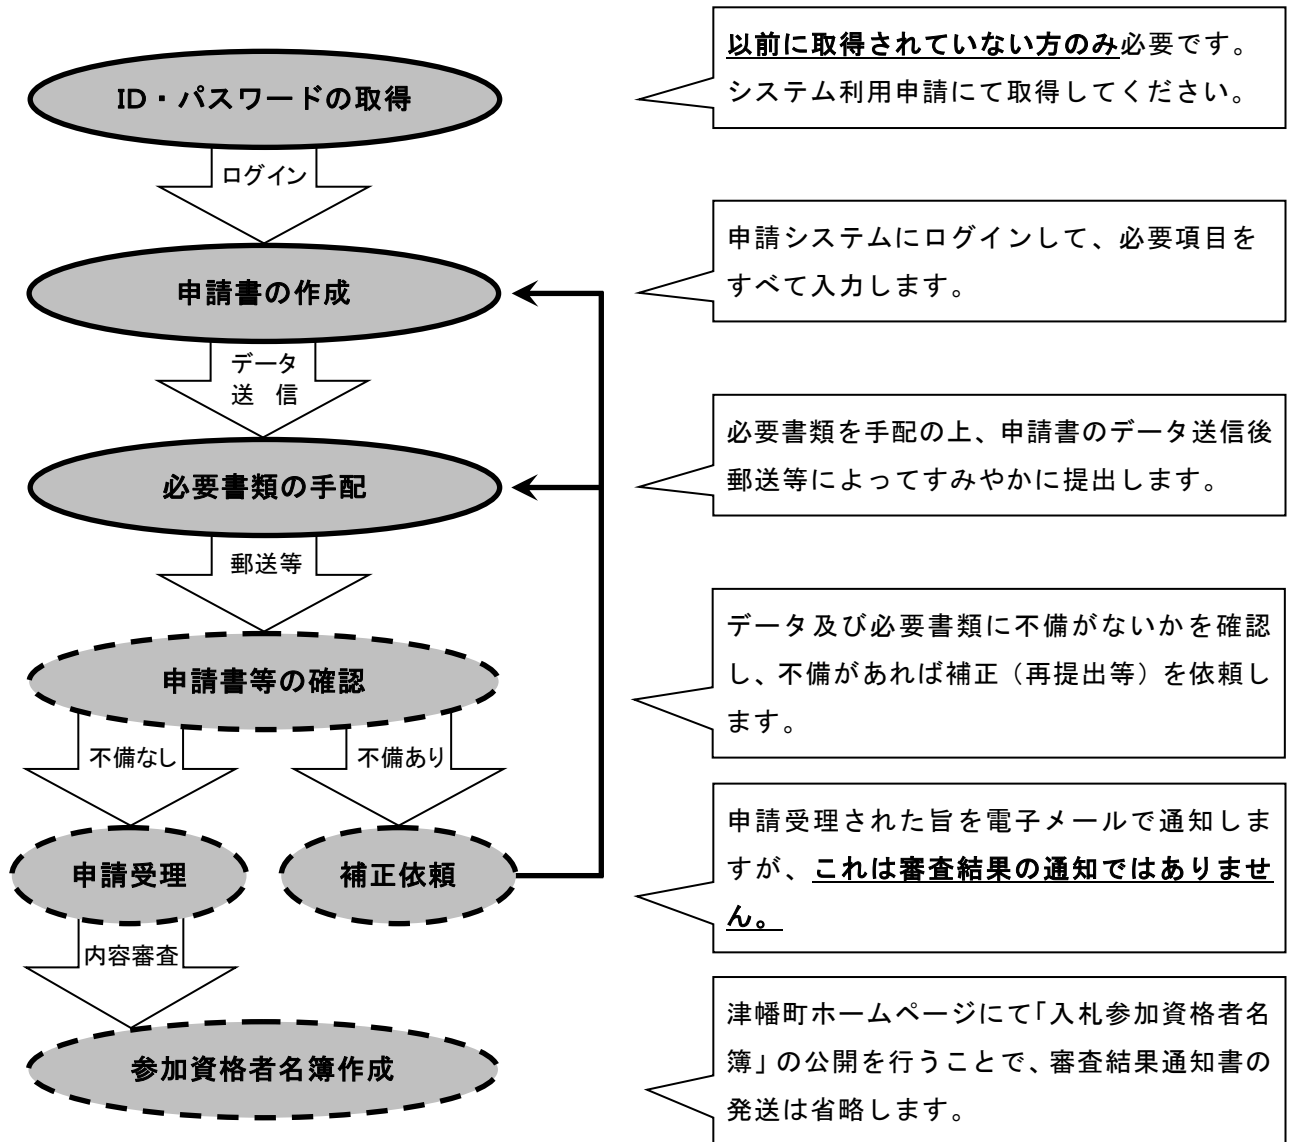 以前に取得されていない方のみ必要です。
システム利用申請にて取得してください。
ID・パスワードの取得
ログイン
申請システムにログインして、必要項目を
すべて入力します。
申請書の作成
データ
送　信
必要書類を手配の上、申請書のデータ送信後
郵送等によってすみやかに提出します。
必要書類の手配
郵送等
データ及び必要書類に不備がないかを確認
し、不備があれば補正（再提出等）を依頼し
ます。
申請書等の確認
不備なし
不備あり
申請受理された旨を電子メールで通知しま
すが、これは審査結果の通知ではありませ
ん。
申請受理
補正依頼
内容審査
津幡町ホームページにて「入札参加資格者名
簿」の公開を行うことで、審査結果通知書の
発送は省略します。
参加資格者名簿作成